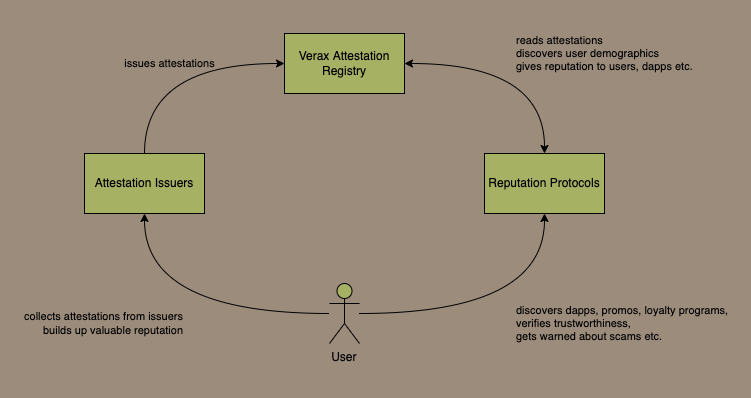 issues attestations
Verax Attestation
Registry
reads attestations
discovers user demographics
gives reputation to users, dapps etc.
Attestation Issuers
Reputation Protocols
collects attestations from issuers
builds up valuable reputation
User
discovers dapps, promos, loyalty programs,
verifies trustworthiness,
gets warned about scams etc.